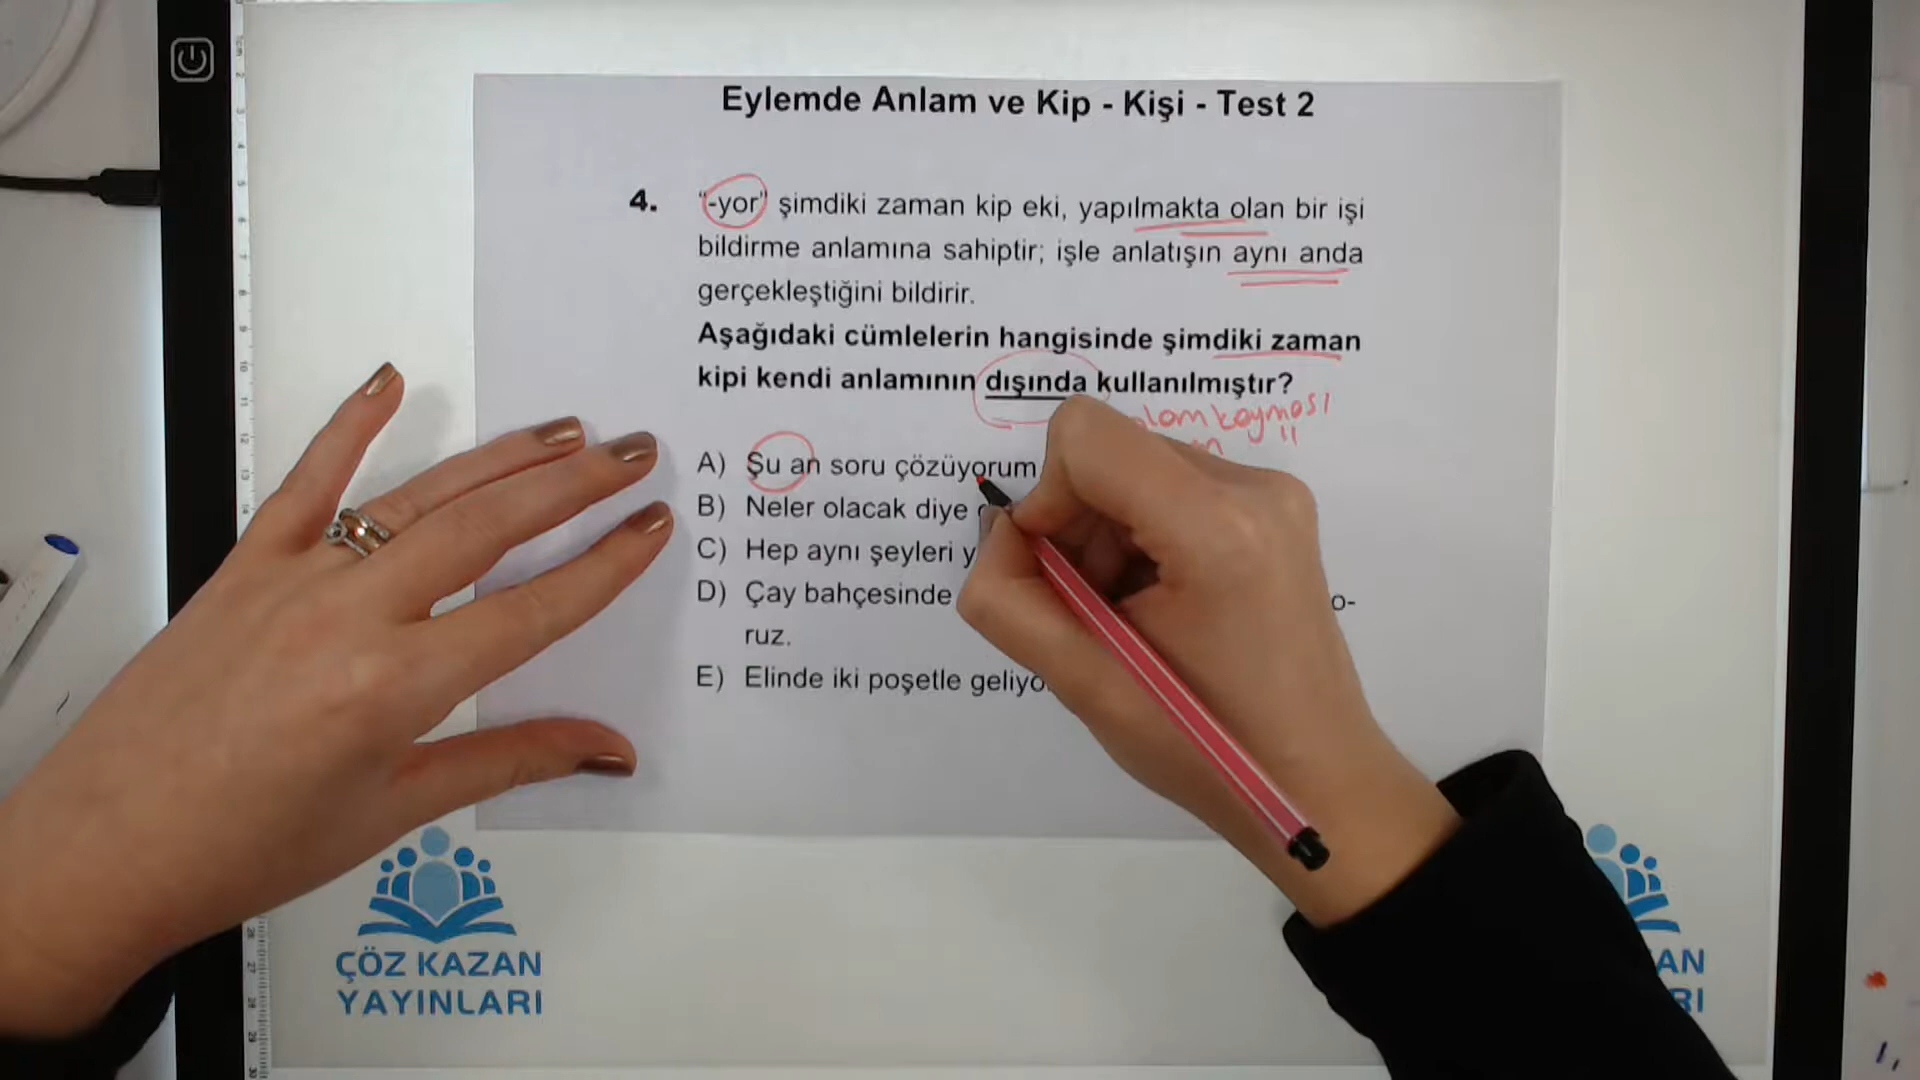 Eylemde Anlam ve Kip - Kişi - Test 2
4. "-yor" şimdiki zaman kip eki, yapılmakta olan bir işi
bildirme anlamına sahiptir; işle anlatışın aynı anda
gerçekleştiğini bildirir.
Aşağıdaki cümlelerin hangisinde şimdiki zaman
kipi kendi anlamının dışında kullanılmıştır?
kayması
A) Şu an soru çözüyorum
B) Neler olacak diye
C) Hep aynı şeyleri y
D) Çay bahçesinde o-
ruz.
E) Elinde iki poşetle geliyo
ÇÖZ KAZAN
YAYINLARI
AN
RI